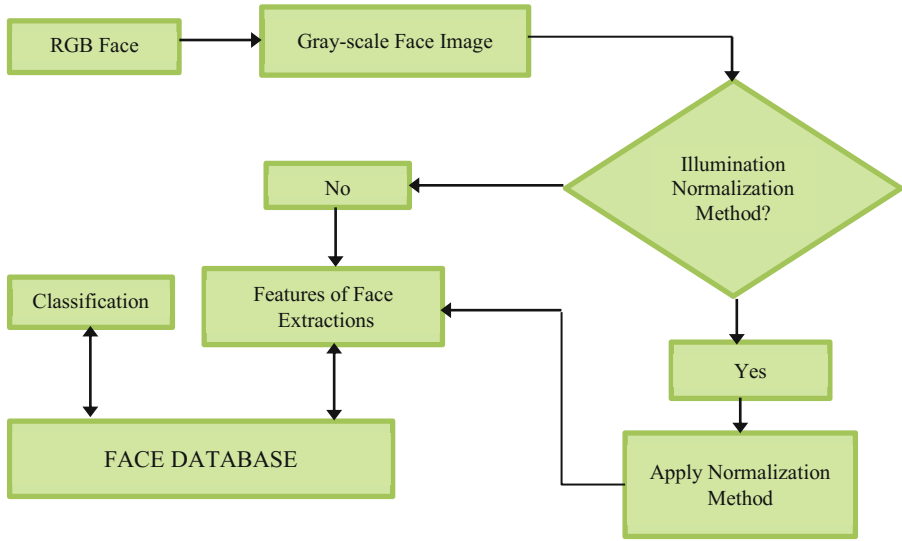 RGB Face
Gray-scale Face Image
Illumination
Normalization
Method?
No
Features of Face
Extractions
Classification
Yes
FACE DATABASE
Apply Normalization
Method